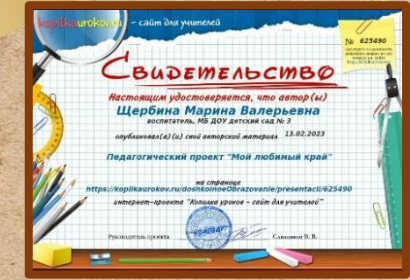 kopilkaurokov.ru – сайт для учителей
№ 625490
СВИДЕТЕЛЬСТВО
Настоящим удостоверяется, что автор(ы)
Щербина Марина Валерьевна
воспитатель, МБ ДОУ детский сад № 3
опубликовал(а)(и) свой авторский материал 13.02.2023
Педагогический проект "Мой любимый край"
на странице
https://kopilkaurokov.ru/doshkolnoeObrazovanie/presentacii/625490
интернет-проекта "Копилка уроков – сайт для учителей"
Руководитель проекта